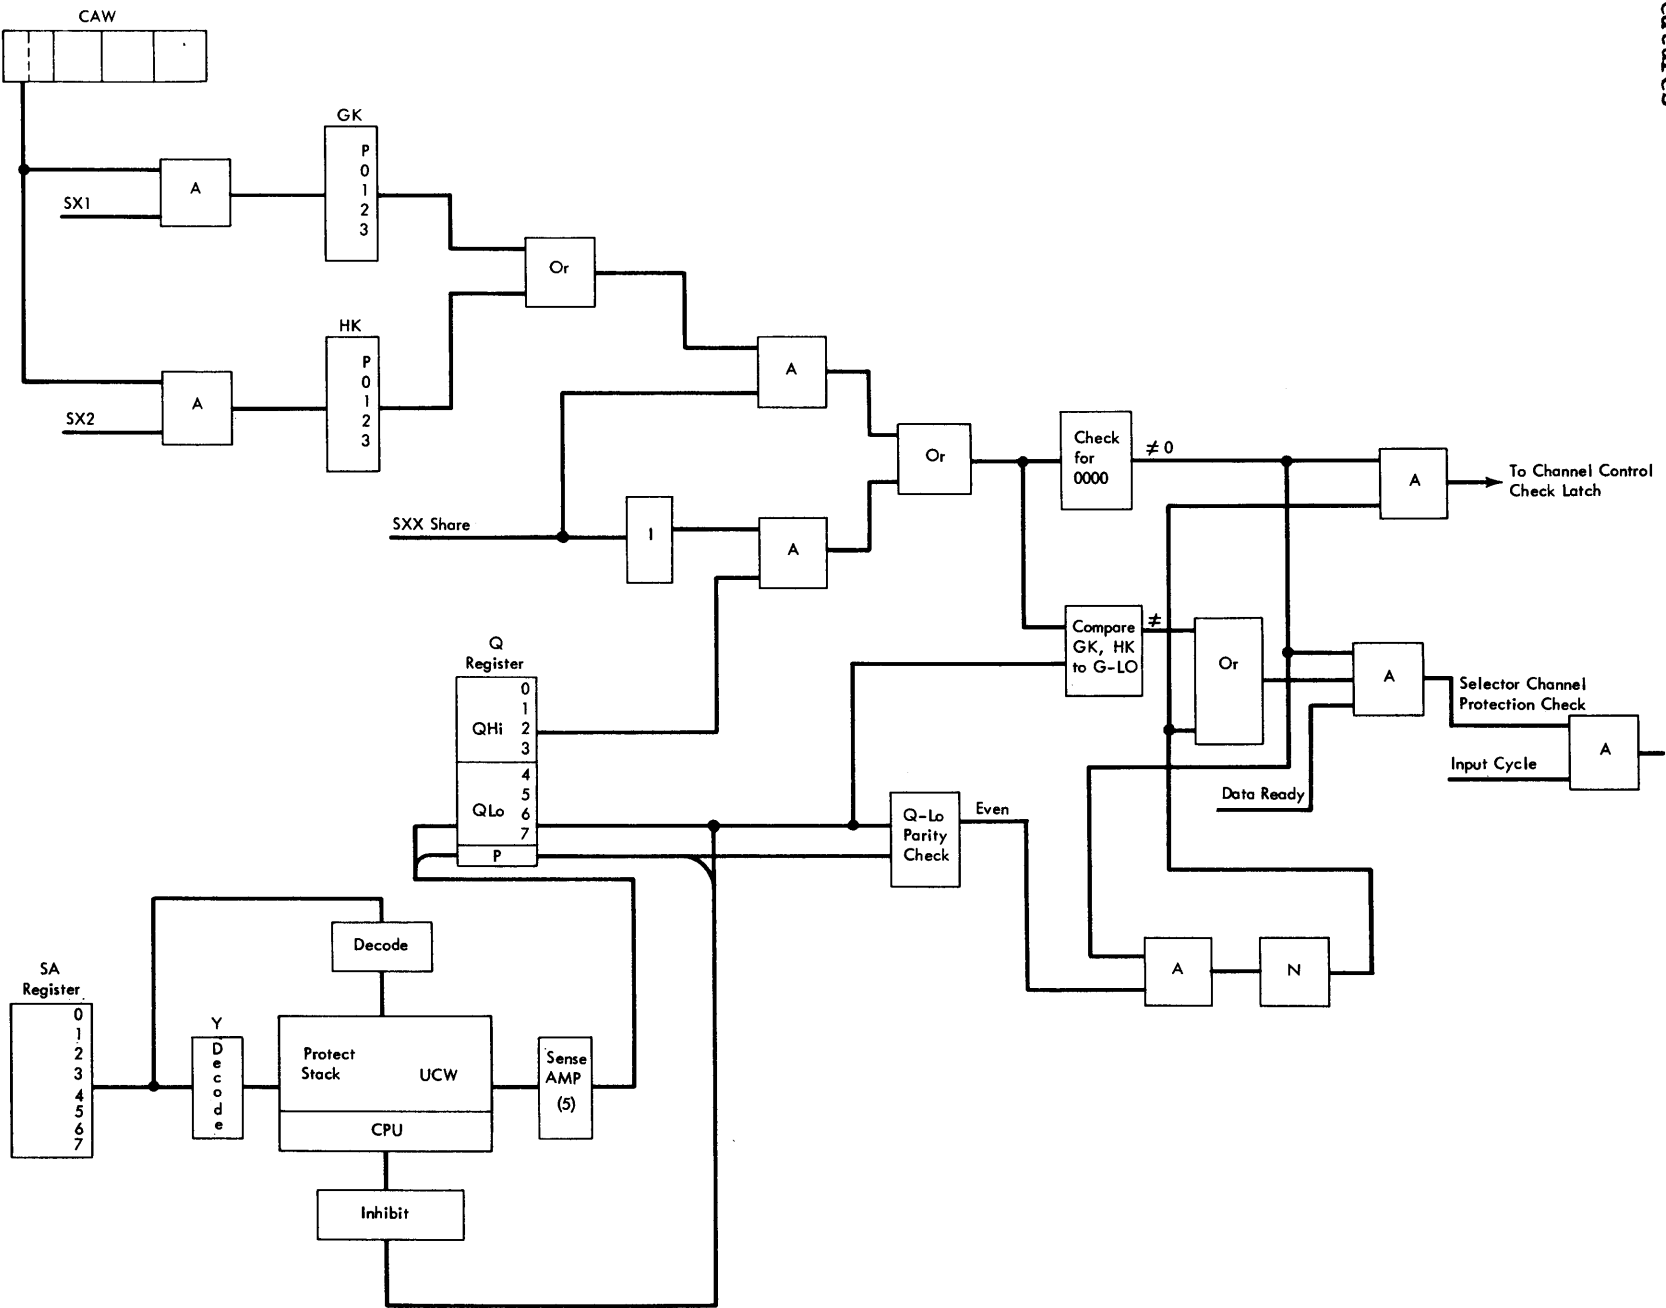 CAW
GK
P
0
1
2
3
A
SX1
Or
HK
P
0
1
2
3
A
SX2
A
Or
Check
for
0000
≠ 0
A
To Channel Control
Check Latch
SXX Share
I
A
Q
Register
QHi
0
1
2
3
QLo
4
5
6
7
P
Compare
GK, HK
to G-LO
≠
Or
A
Selector Channel
Protection Check
A
Input Cycle
Data Ready
Q-Lo
Parity
Check
Even
A
N
Decode
SA
Register
0
1
2
3
4
5
6
7
Y
Decode
Protect
Stack
UCW
CPU
Sense
AMP
(5)
Inhibit